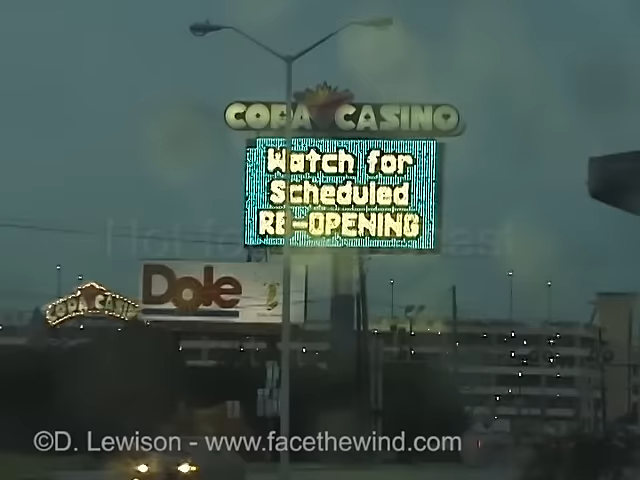 COPA CASINO
Watch for
Scheduled
RE-OPENING
Dole
COPA CASINO
©D. Lewison - www.facethewind.com